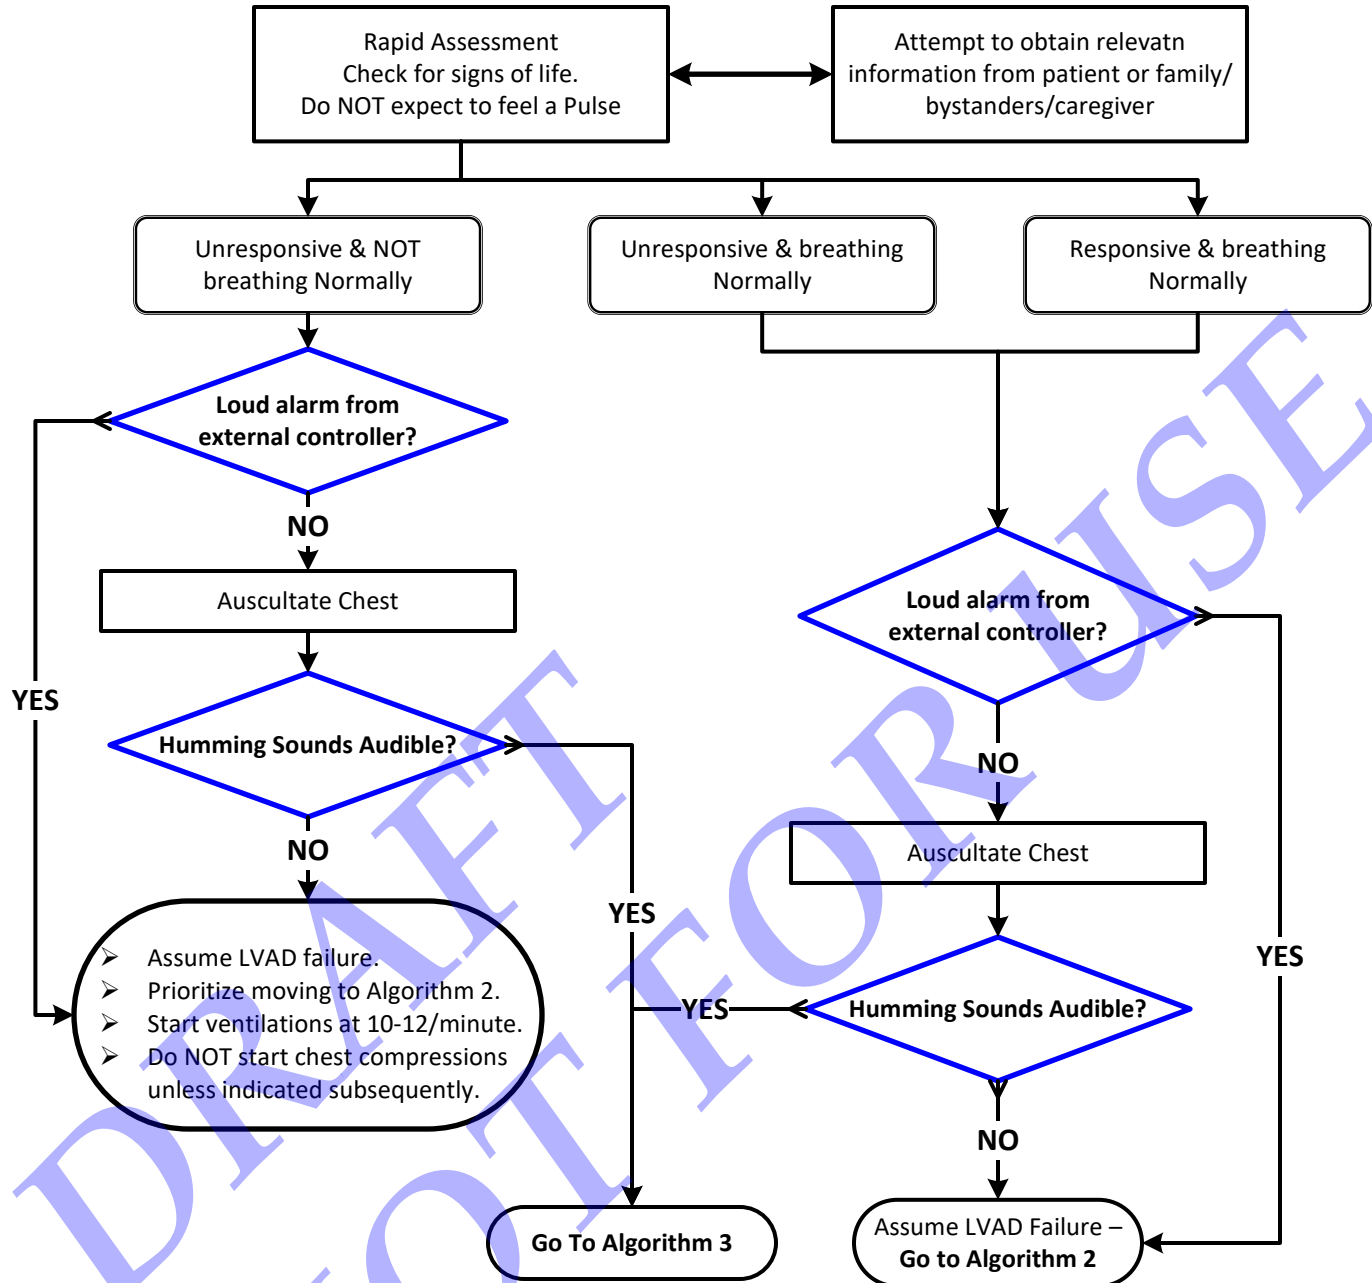 Rapid Assessment
Check for signs of life.
Do NOT expect to feel a Pulse
Attempt to obtain relevatn
information from patient or family/
bystanders/caregiver
Unresponsive & NOT
breathing Normally
Unresponsive & breathing
Normally
Responsive & breathing
Normally
Loud alarm from
external controller?
NO
Auscultate Chest
YES
Humming Sounds Audible?
NO
YES
➢ Assume LVAD failure.
➢ Prioritize moving to Algorithm 2.
➢ Start ventilations at 10-12/minute.
➢ Do NOT start chest compressions
unless indicated subsequently.
Loud alarm from
external controller?
NO
Auscultate Chest
YES
Humming Sounds Audible?
YES
NO
Go To Algorithm 3
Assume LVAD Failure –
Go to Algorithm 2
DRAFT
NOT FOR USE